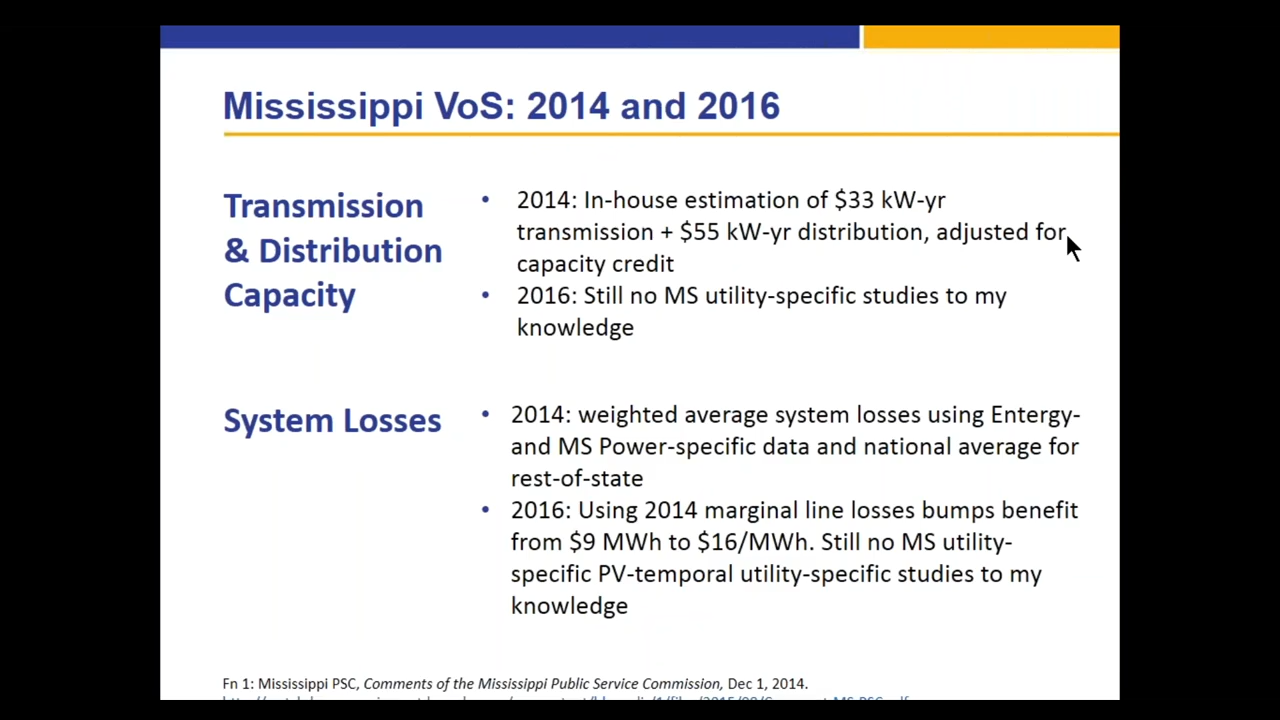 Mississippi VoS: 2014 and 2016
Transmission
& Distribution
Capacity
• 2014: In-house estimation of $33 kW-yr
transmission + $55 kW-yr distribution, adjusted for
capacity credit
• 2016: Still no MS utility-specific studies to my
knowledge
System Losses
• 2014: weighted average system losses using Entergy-
and MS Power-specific data and national average for
rest-of-state
• 2016: Using 2014 marginal line losses bumps benefit
from $9 MWh to $16/MWh. Still no MS utility-
specific PV-temporal utility-specific studies to my
knowledge
Fn 1: Mississippi PSC, Comments of the Mississippi Public Service Commission, Dec 1, 2014.